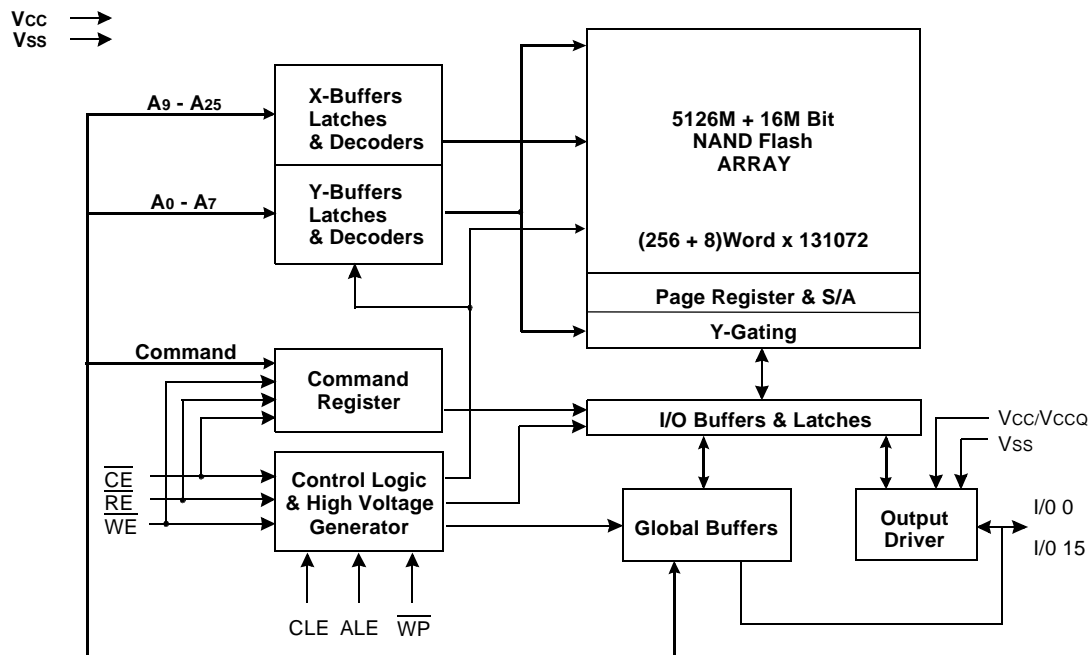 VCC
VSS
A9 - A25
X-Buffers
Latches
& Decoders
5126M + 16M Bit
NAND Flash
ARRAY
A0 - A7
Y-Buffers
Latches
& Decoders
(256 + 8)Word x 131072
Page Register & S/A
Y-Gating
Command
Command
Register
I/O Buffers & Latches
VCC/VCCQ
VSS
CE
RE
WE
Control Logic
& High Voltage
Generator
Global Buffers
Output
Driver
I/0 0
I/0 15
CLE ALE WP